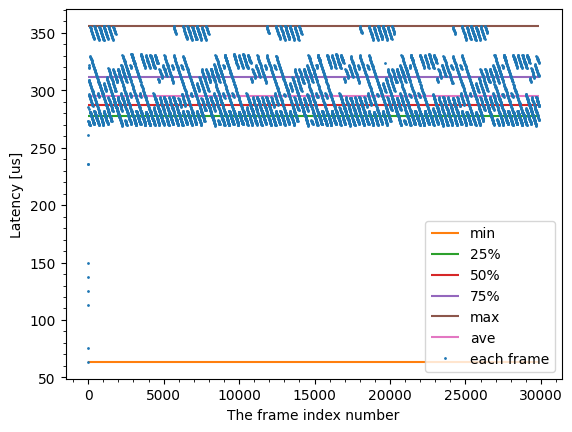 350
300
250
200
150
100
50
Latency [us]
min
25%
50%
75%
max
ave
each frame
0 5000 10000 15000 20000 25000 30000
The frame index number